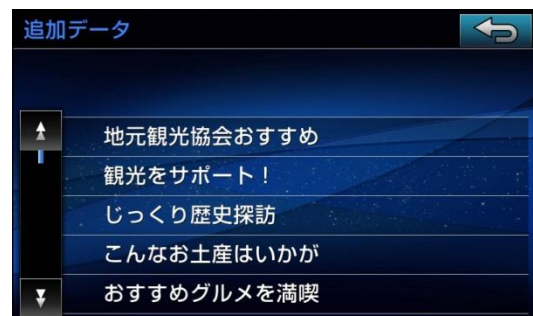 追加データ
地元観光協会おすすめ
観光をサポート！
じっくり歴史探訪
こんなお土産はいかが
おすすめグルメを満喫